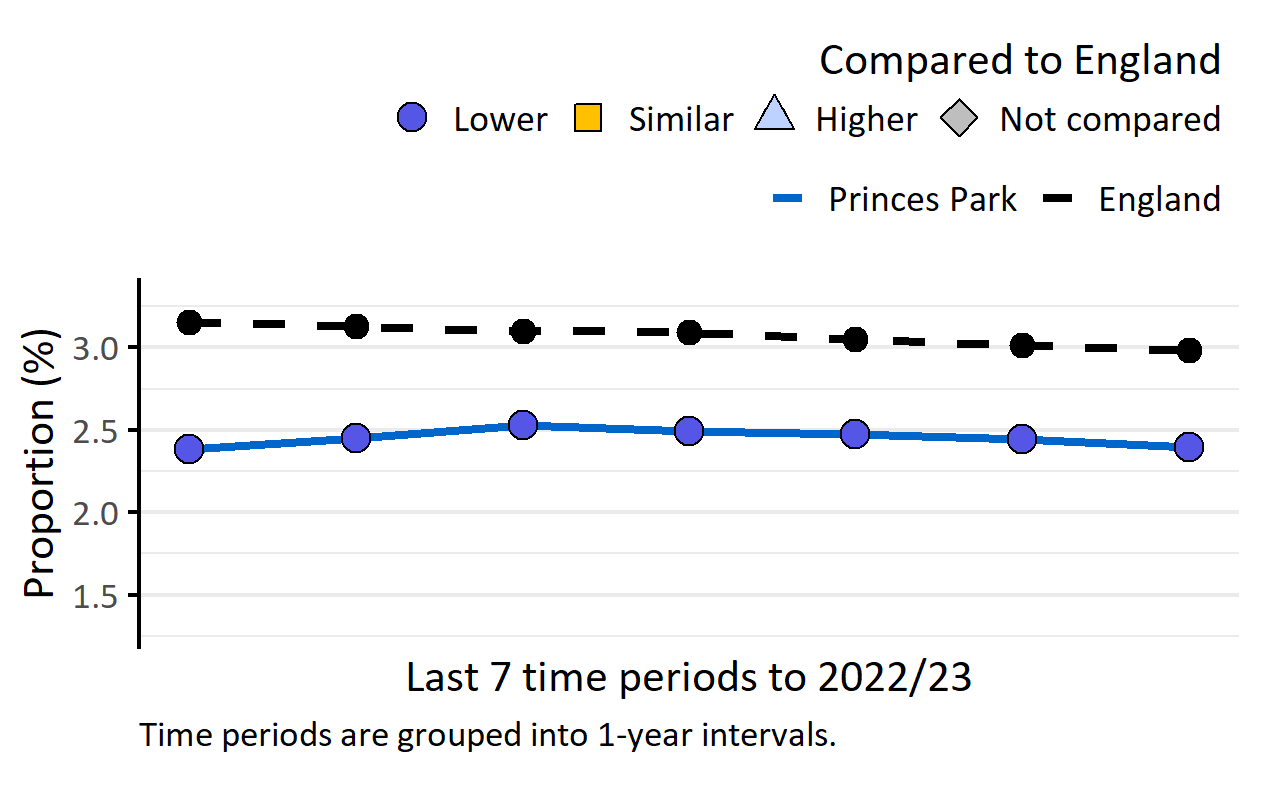 Compared to England
Lower Similar Higher Not compared
Princes Park England
Proportion (%)
3.0
2.5
2.0
1.5
Last 7 time periods to 2022/23
Time periods are grouped into 1-year intervals.